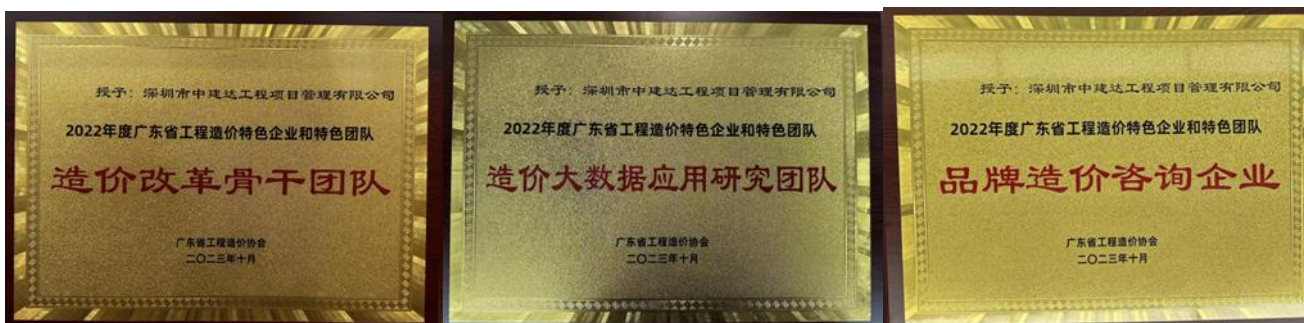 授予：深圳市中建达工程项目管理有限公司
2022年度广东省工程造价特色企业和特色团队
造价改革骨干团队
广东省工程造价协会
二〇二三年十月
授予：深圳市中建达工程项目管理有限公司
2022年度广东省工程造价特色企业和特色团队
造价大数据应用研究团队
广东省工程造价协会
二〇二三年十月
授予：深圳市中建达工程项目管理有限公司
2022年度广东省工程造价特色企业和特色团队
品牌造价咨询企业
广东省工程造价协会
二〇二三年十月